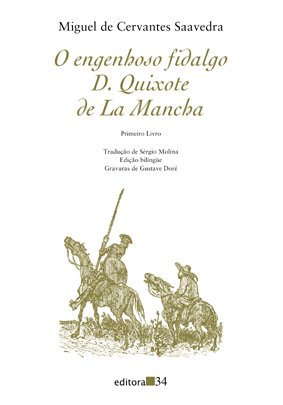 Miguel de Cervantes Saavedra
O engenhoso fidalgo
D. Quixote
de La Mancha
Primeiro Livro
Tradução de Sérgio Molina
Edição bilíngüe
Gravuras de Gustave Doré
editora 34